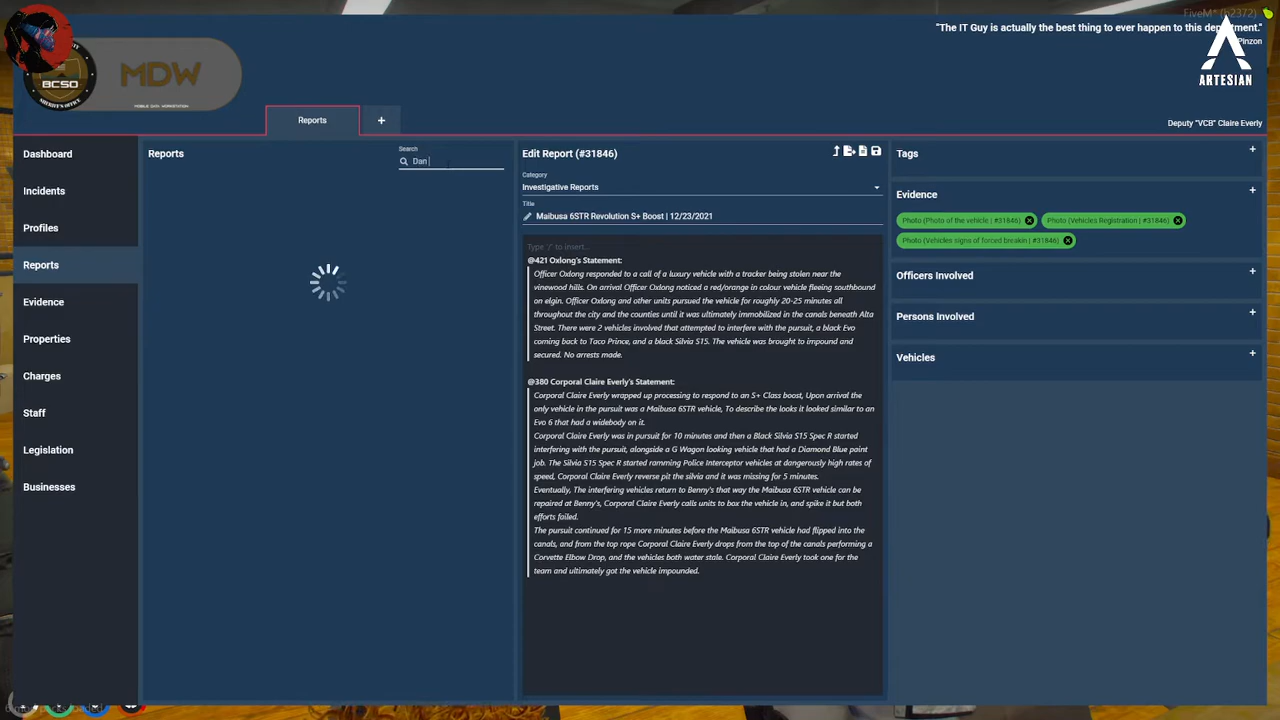 FiveM® (b2372)
"The IT Guy is actually the best thing to ever happen to this department."
Pinzon
ARTESIAN
BCSO
SHERIFF'S OFFICE
MDW
MOBILE DATA WORKSTATION
Reports
+
Deputy "VCB" Claire Everly
Dashboard
Incidents
Profiles
Reports
Evidence
Properties
Charges
Staff
Legislation
Businesses
Reports
Search
Dan
Edit Report (#31846)
Category
Investigative Reports
Title
Maibusa 6STR Revolution S+ Boost | 12/23/2021
Type '/' to insert...
@421 Oxlong's Statement:
Officer Oxlong responded to a call of a luxury vehicle with a tracker being stolen near the
vinewood hills. On arrival Officer Oxlong noticed a red/orange in colour vehicle fleeing southbound
on elgin. Officer Oxlong and other units pursued the vehicle for roughly 20-25 minutes all
throughout the city and the counties until it was ultimately immobilized in the canals beneath Alta
Street. There were 2 vehicles involved that attempted to interfere with the pursuit, a black Evo
coming back to Taco Prince, and a black Silvia S15. The vehicle was brought to impound and
secured. No arrests made.
@380 Corporal Claire Everly's Statement:
Corporal Claire Everly wrapped up processing to respond to an S+ Class boost, Upon arrival the
only vehicle in the pursuit was a Maibusa 6STR vehicle, To describe the looks it looked similar to an
Evo 6 that had a widebody on it.
Corporal Claire Everly was in pursuit for 10 minutes and then a Black Silvia S15 Spec R started
interfering with the pursuit, alongside a G Wagon looking vehicle that had a Diamond Blue paint
job. The Silvia S15 Spec R started ramming Police Interceptor vehicles at dangerously high rates of
speed, Corporal Claire Everly reverse pit the silvia and it was missing for 5 minutes.
Eventually, The interfering vehicles return to Benny's that way the Maibusa 6STR vehicle can be
repaired at Benny's, Corporal Claire Everly calls units to box the vehicle in, and spike it but both
efforts failed.
The pursuit continued for 15 more minutes before the Maibusa 6STR vehicle had flipped into the
canals, and from the top rope Corporal Claire Everly drops from the top of the canals performing a
Corvette Elbow Drop, and the vehicles both water stale. Corporal Claire Everly took one for the
team and ultimately got the vehicle impounded.
Tags +
Evidence +
Photo (Photo of the vehicle | #31846)
Photo (Vehicles Registration | #31846)
Photo (Vehicles signs of forced breakin | #31846)
Officers Involved +
Persons Involved +
Vehicles +